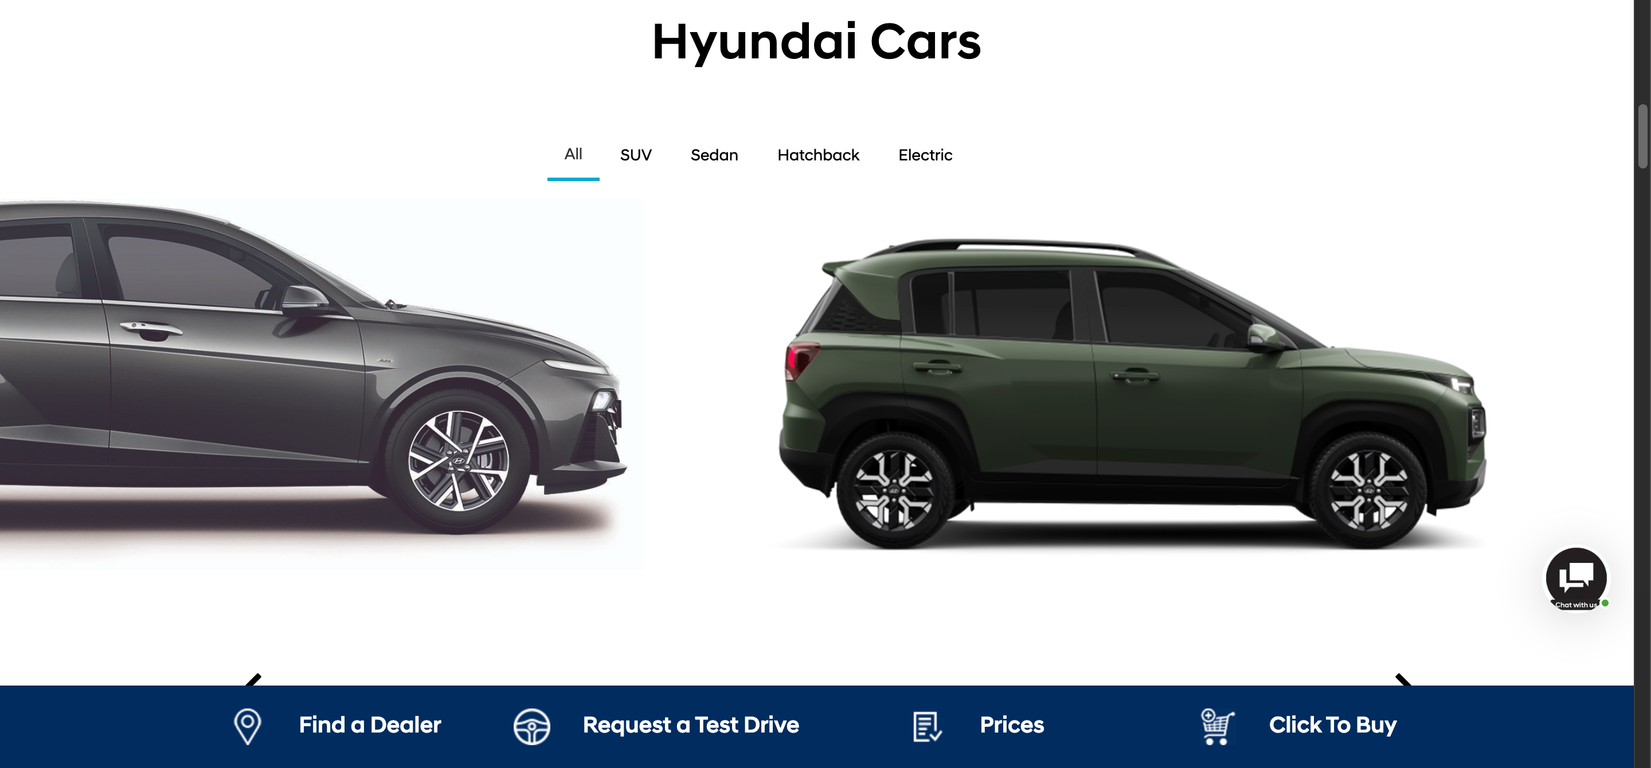 Hyundai Cars
All SUV Sedan Hatchback Electric
Chat with us
Find a Dealer Request a Test Drive Prices Click To Buy